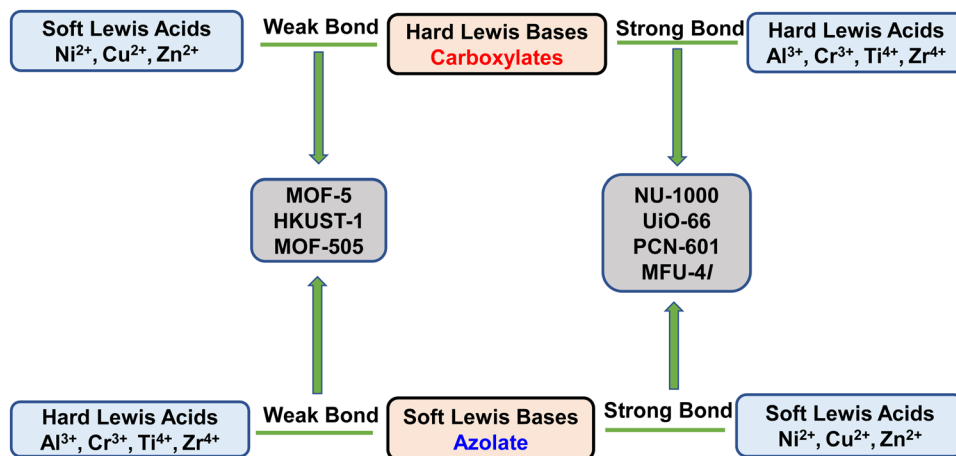 Soft Lewis Acids
Ni²⁺, Cu²⁺, Zn²⁺
Weak Bond
Hard Lewis Bases
Carboxylates
Strong Bond
Hard Lewis Acids
Al³⁺, Cr³⁺, Ti⁴⁺, Zr⁴⁺
MOF-5
HKUST-1
MOF-505
NU-1000
UiO-66
PCN-601
MFU-4l
Hard Lewis Acids
Al³⁺, Cr³⁺, Ti⁴⁺, Zr⁴⁺
Weak Bond
Soft Lewis Bases
Azolate
Strong Bond
Soft Lewis Acids
Ni²⁺, Cu²⁺, Zn²⁺